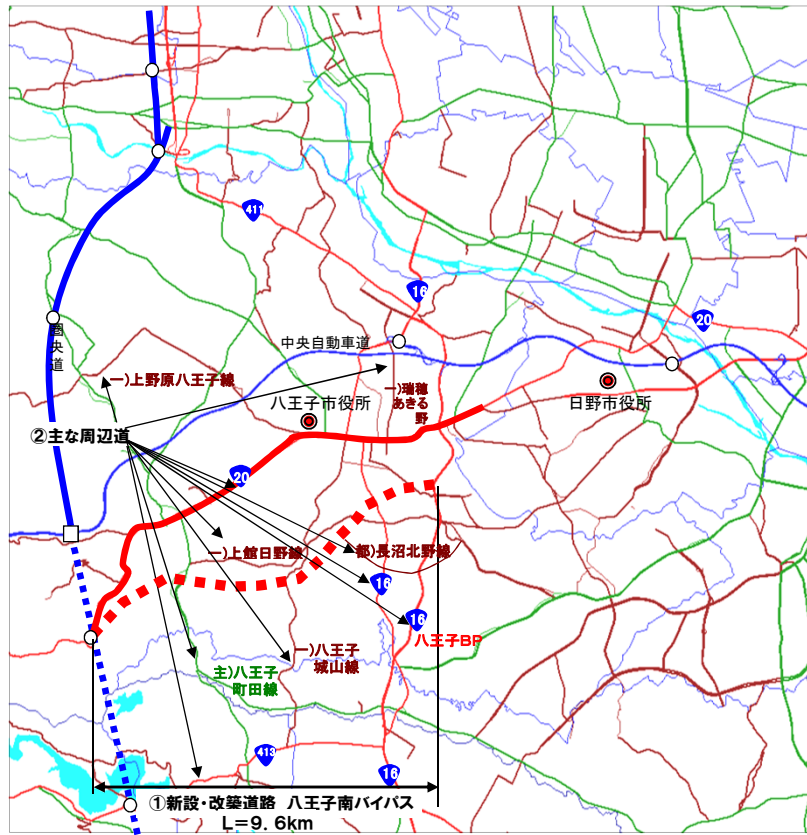 411
16
20
圏央道
中央自動車道
一)上野原八王子線
一)瑞穂
あきる
野
八王子市役所
日野市役所
②主な周辺道
20
一)上館日野線
都)長沼北野線
16
16
八王子BP
一)八王子
城山線
主)八王子
町田線
413
16
①新設・改築道路 八王子南バイパス
L=9.6km